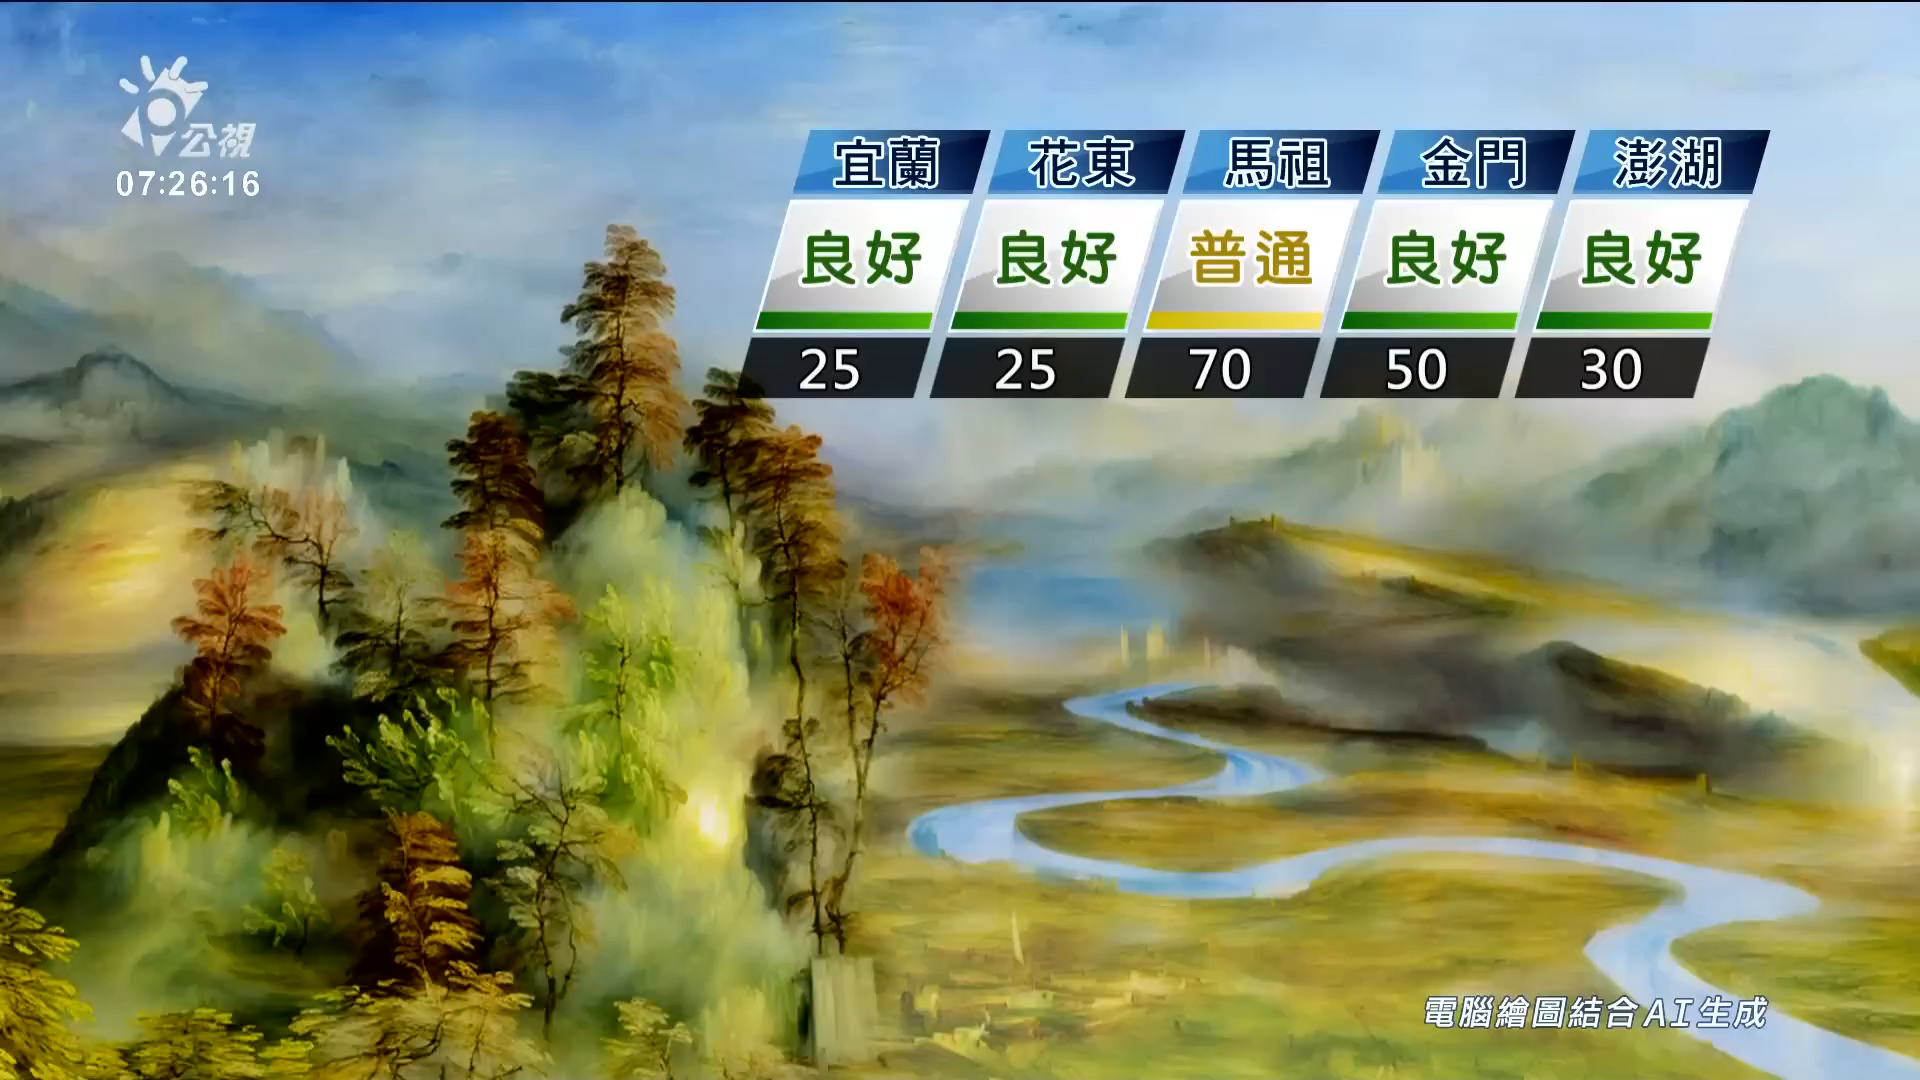 公視
07:26:16
宜蘭 花東 馬祖 金門 澎湖
良好 良好 普通 良好 良好
25 25 70 50 30
電腦繪圖結合AI生成